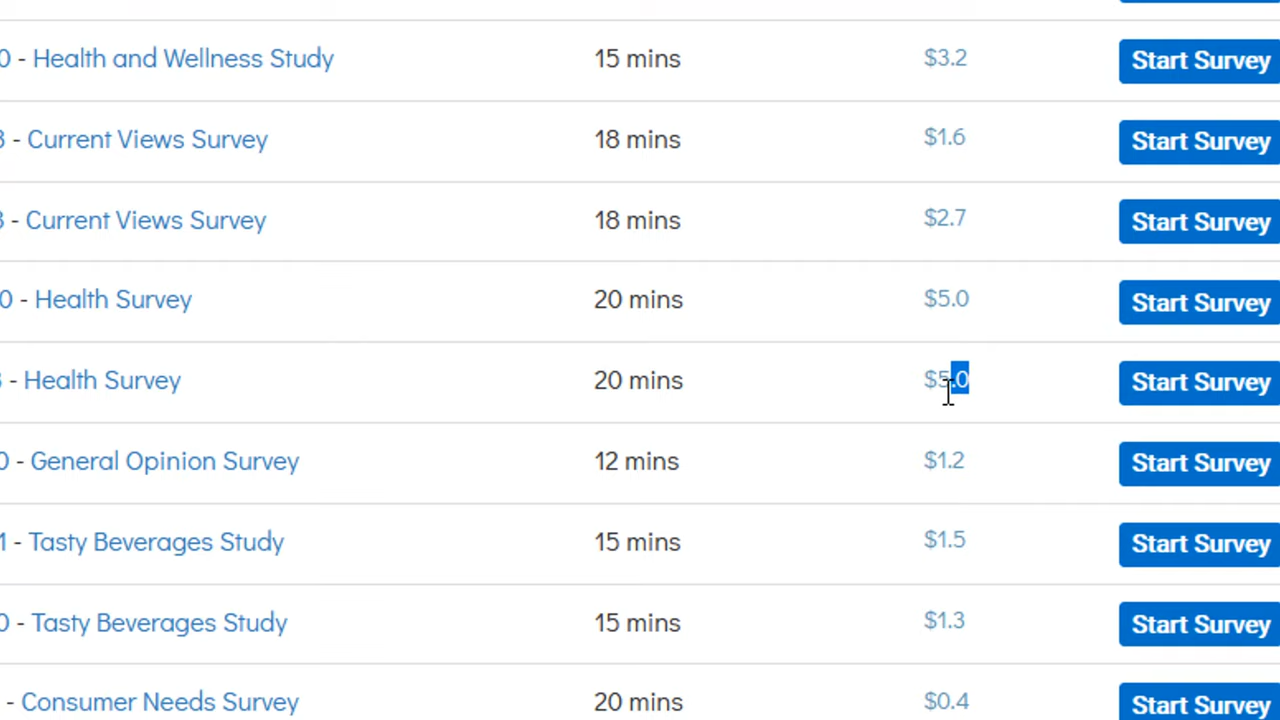 0 - Health and Wellness Study 15 mins $3.2 Start Survey
3 - Current Views Survey 18 mins $1.6 Start Survey
3 - Current Views Survey 18 mins $2.7 Start Survey
0 - Health Survey 20 mins $5.0 Start Survey
- Health Survey 20 mins $5.0 Start Survey
0 - General Opinion Survey 12 mins $1.2 Start Survey
1 - Tasty Beverages Study 15 mins $1.5 Start Survey
0 - Tasty Beverages Study 15 mins $1.3 Start Survey
- Consumer Needs Survey 20 mins $0.4 Start Survey